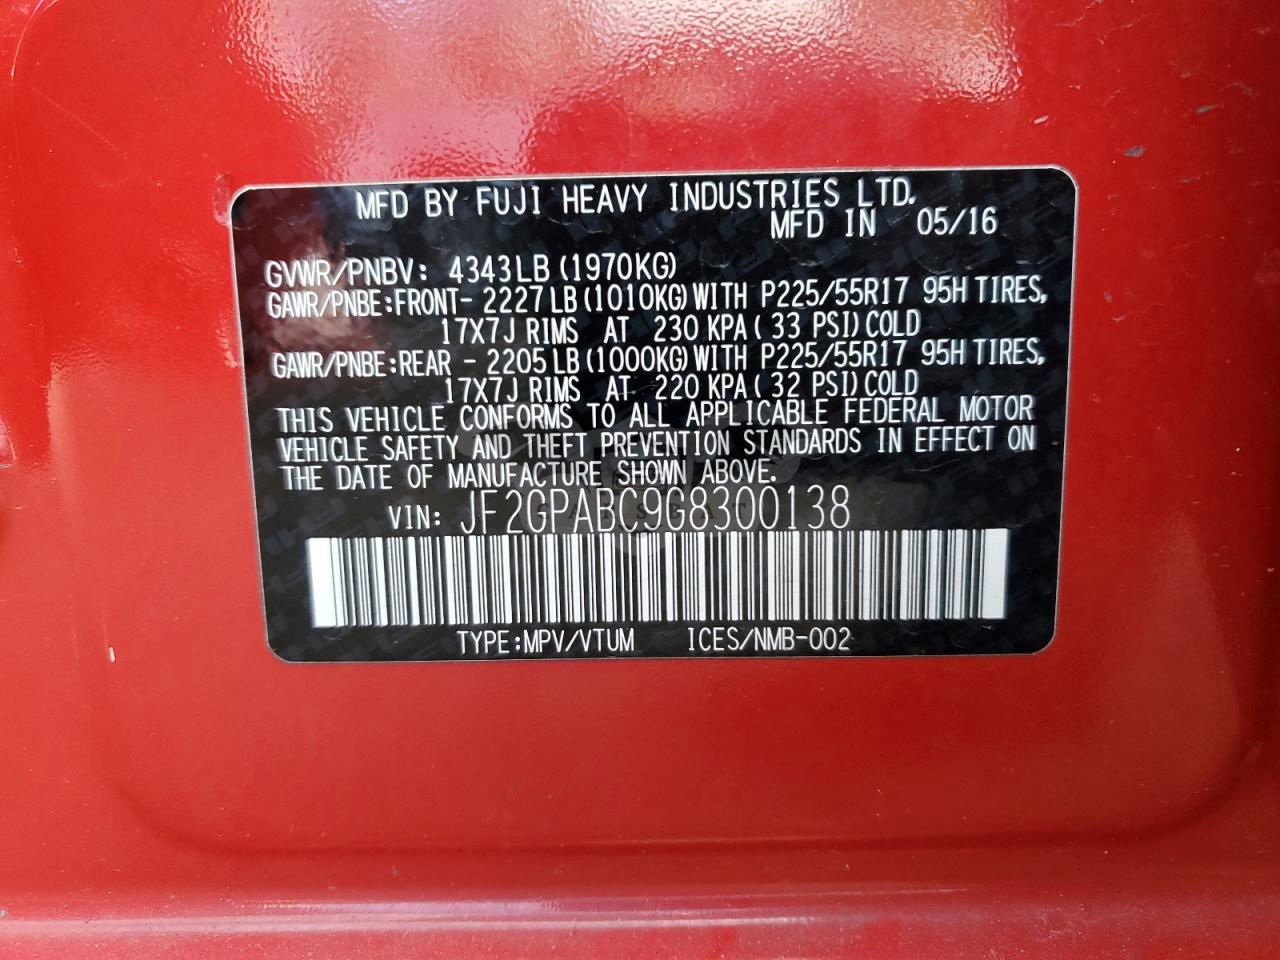 MFD BY FUJI HEAVY INDUSTRIES LTD.
MFD IN 05/16
GVWR/PNBV: 4343LB (1970KG)
GAWR/PNBE:FRONT- 2227LB (1010KG) WITH P225/55R17 95H TIRES,
17X7J RIMS AT 230 KPA ( 33 PSI) COLD
GAWR/PNBE:REAR - 2205LB (1000KG) WITH P225/55R17 95H TIRES,
17X7J RIMS AT 220 KPA ( 32 PSI) COLD
THIS VEHICLE CONFORMS TO ALL APPLICABLE FEDERAL MOTOR
VEHICLE SAFETY AND THEFT PREVENTION STANDARDS IN EFFECT ON
THE DATE OF MANUFACTURE SHOWN ABOVE.
VIN: JF2GPABC9G8300138
TYPE:MPV/VTUM ICES/NMB-002